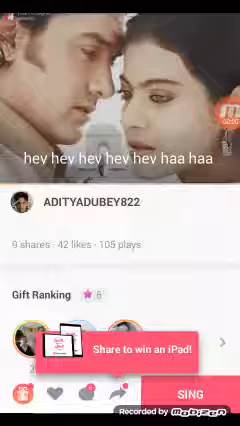 hey hey hey hey hey haa haa
ADITYADUBEY822
9 shares · 42 likes · 105 plays
Gift Ranking
6
Share to win an iPad!
SING
Recorded by MOBIZEN